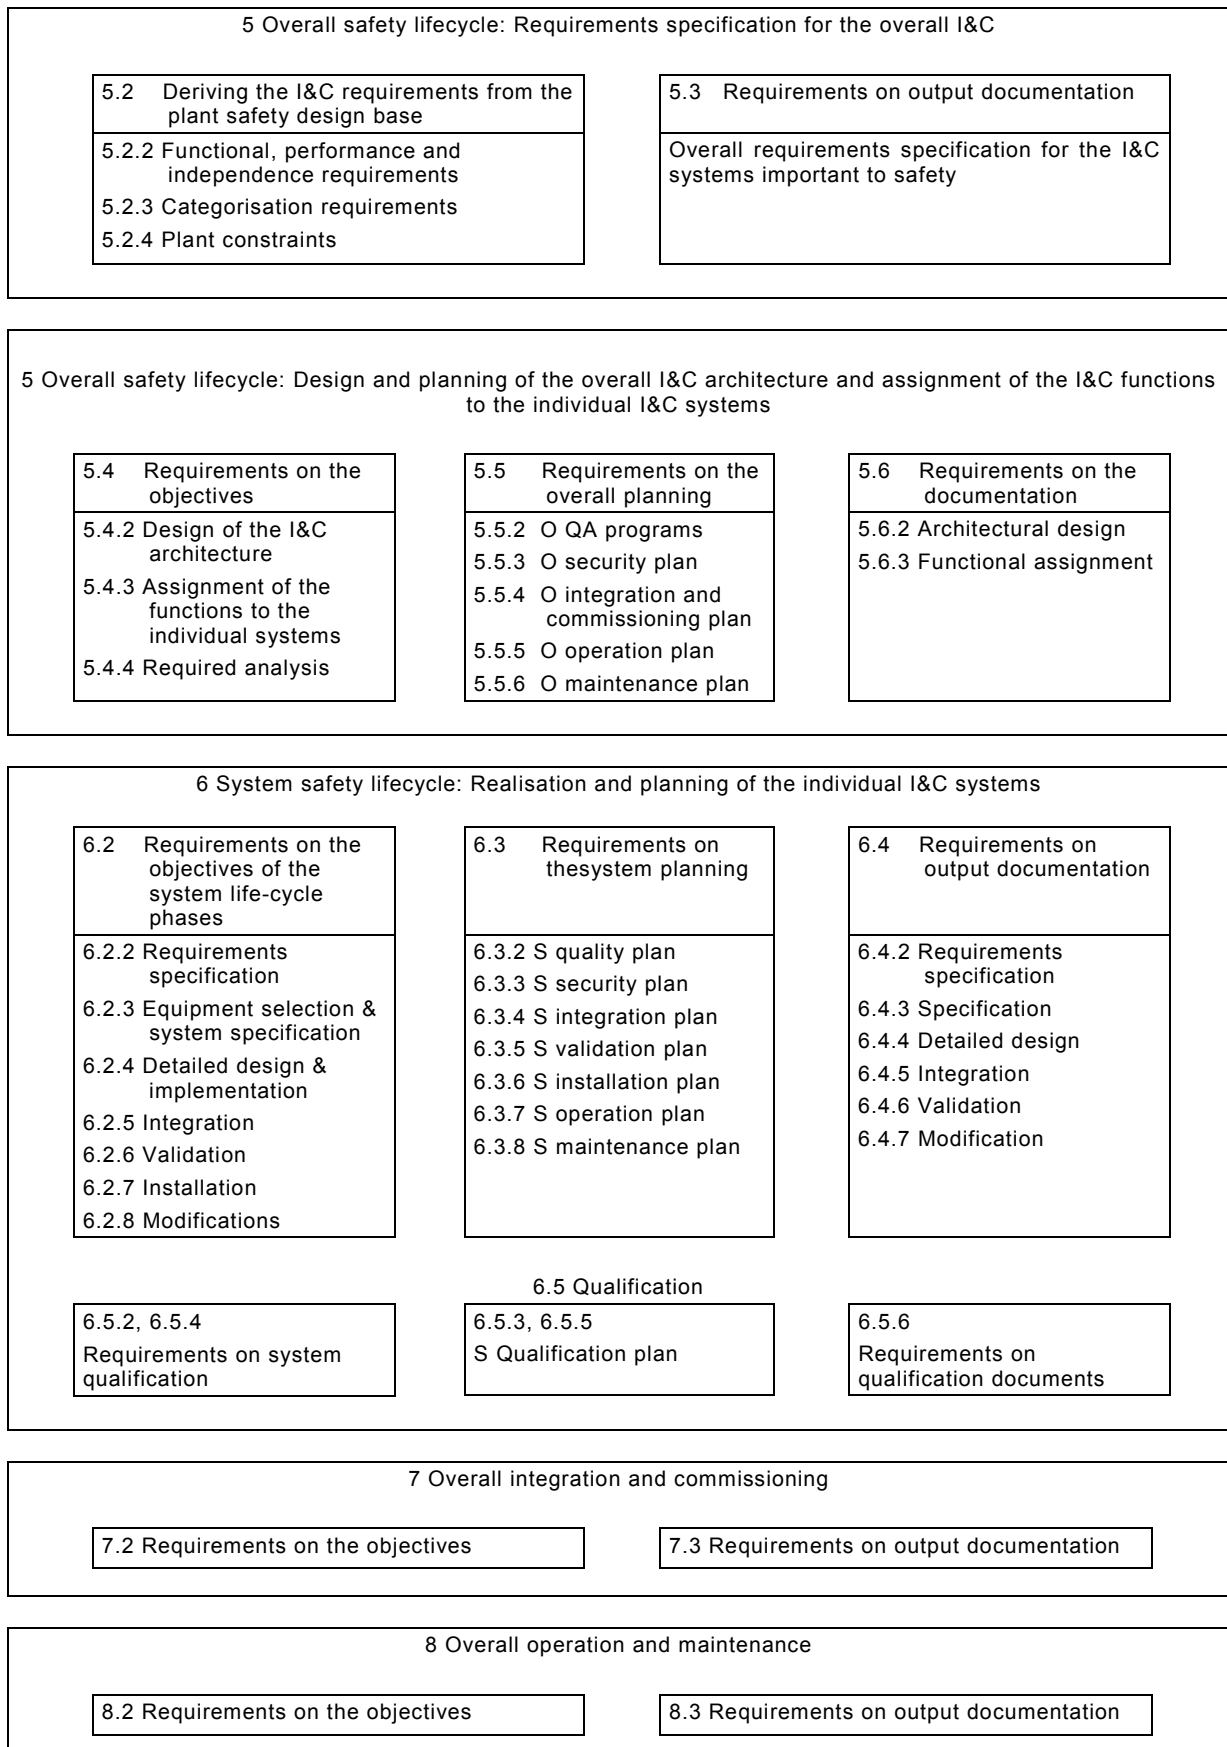 5 Overall safety lifecycle: Requirements specification for the overall I&C
5.2 Deriving the I&C requirements from the
plant safety design base
5.2.2 Functional, performance and
independence requirements
5.2.3 Categorisation requirements
5.2.4 Plant constraints
5.3 Requirements on output documentation
Overall requirements specification for the I&C
systems important to safety
5 Overall safety lifecycle: Design and planning of the overall I&C architecture and assignment of the I&C functions
to the individual I&C systems
5.4 Requirements on the
objectives
5.4.2 Design of the I&C
architecture
5.4.3 Assignment of the
functions to the
individual systems
5.4.4 Required analysis
5.5 Requirements on the
overall planning
5.5.2 O QA programs
5.5.3 O security plan
5.5.4 O integration and
commissioning plan
5.5.5 O operation plan
5.5.6 O maintenance plan
5.6 Requirements on the
documentation
5.6.2 Architectural design
5.6.3 Functional assignment
6 System safety lifecycle: Realisation and planning of the individual I&C systems
6.2 Requirements on the
objectives of the
system life-cycle
phases
6.2.2 Requirements
specification
6.2.3 Equipment selection &
system specification
6.2.4 Detailed design &
implementation
6.2.5 Integration
6.2.6 Validation
6.2.7 Installation
6.2.8 Modifications
6.3 Requirements on
thesystem planning
6.3.2 S quality plan
6.3.3 S security plan
6.3.4 S integration plan
6.3.5 S validation plan
6.3.6 S installation plan
6.3.7 S operation plan
6.3.8 S maintenance plan
6.4 Requirements on
output documentation
6.4.2 Requirements
specification
6.4.3 Specification
6.4.4 Detailed design
6.4.5 Integration
6.4.6 Validation
6.4.7 Modification
6.5 Qualification
6.5.2, 6.5.4
Requirements on system
qualification
6.5.3, 6.5.5
S Qualification plan
6.5.6
Requirements on
qualification documents
7 Overall integration and commissioning
7.2 Requirements on the objectives
7.3 Requirements on output documentation
8 Overall operation and maintenance
8.2 Requirements on the objectives
8.3 Requirements on output documentation